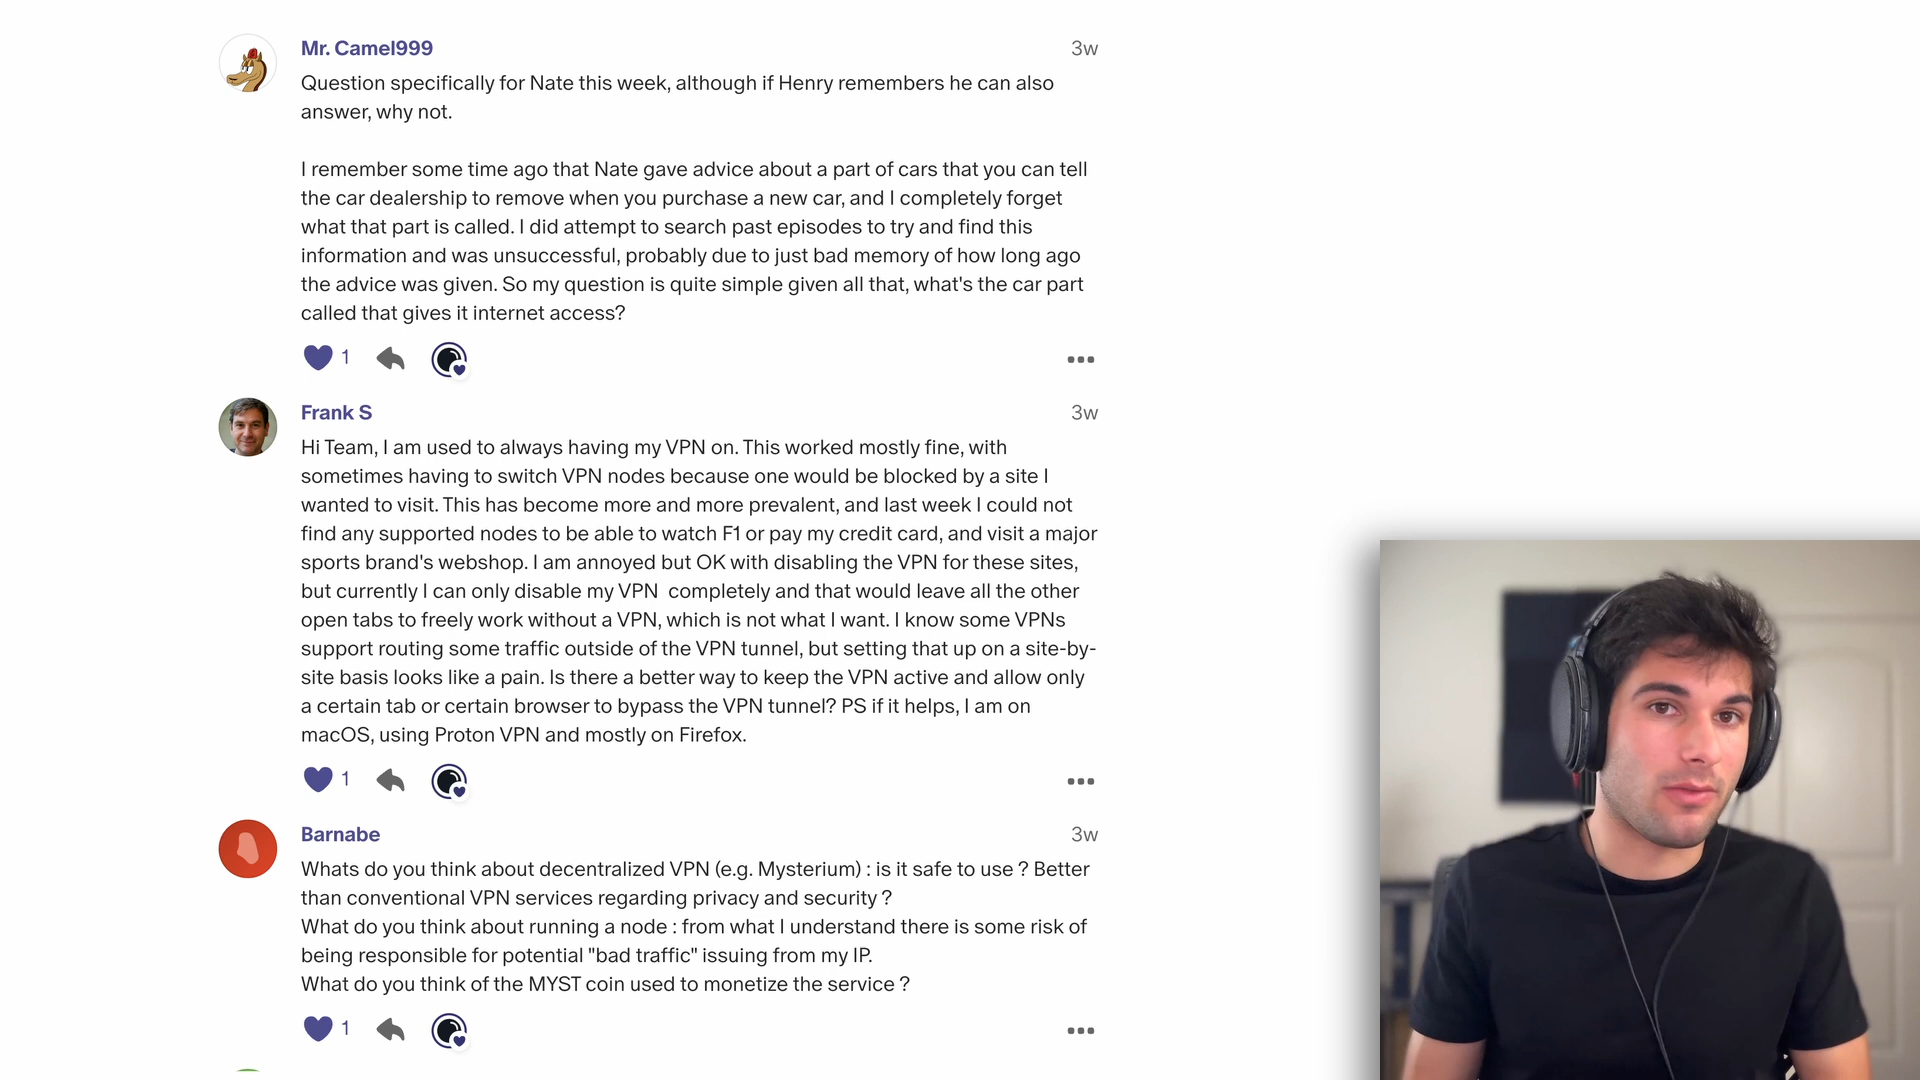 Mr. Camel999
3w
Question specifically for Nate this week, although if Henry remembers he can also
answer, why not.
I remember some time ago that Nate gave advice about a part of cars that you can tell
the car dealership to remove when you purchase a new car, and I completely forget
what that part is called. I did attempt to search past episodes to try and find this
information and was unsuccessful, probably due to just bad memory of how long ago
the advice was given. So my question is quite simple given all that, what's the car part
called that gives it internet access?
1
Frank S
3w
Hi Team, I am used to always having my VPN on. This worked mostly fine, with
sometimes having to switch VPN nodes because one would be blocked by a site I
wanted to visit. This has become more and more prevalent, and last week I could not
find any supported nodes to be able to watch F1 or pay my credit card, and visit a major
sports brand's webshop. I am annoyed but OK with disabling the VPN for these sites,
but currently I can only disable my VPN  completely and that would leave all the other
open tabs to freely work without a VPN, which is not what I want. I know some VPNs
support routing some traffic outside of the VPN tunnel, but setting that up on a site-by-
site basis looks like a pain. Is there a better way to keep the VPN active and allow only
a certain tab or certain browser to bypass the VPN tunnel? PS if it helps, I am on
macOS, using Proton VPN and mostly on Firefox.
1
Barnabe
3w
Whats do you think about decentralized VPN (e.g. Mysterium) : is it safe to use ? Better
than conventional VPN services regarding privacy and security ?
What do you think about running a node : from what I understand there is some risk of
being responsible for potential "bad traffic" issuing from my IP.
What do you think of the MYST coin used to monetize the service ?
1